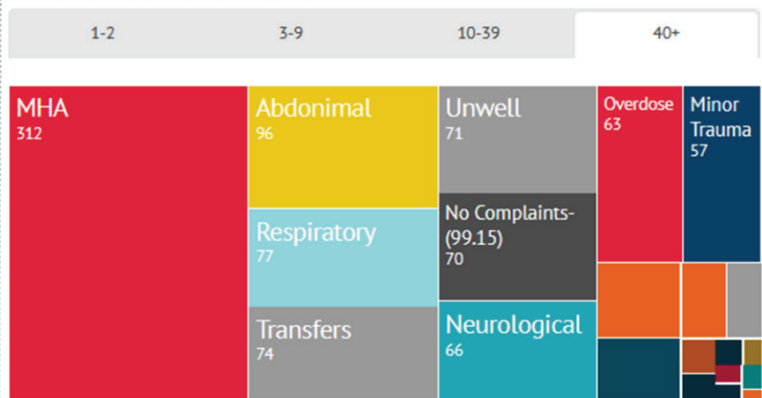 1-2
3-9
10-39
40+
MHA
312
Abdonimal
96
Respiratory
77
Transfers
74
Unwell
71
No Complaints-
(99.15)
70
Neurological
66
Overdose
63
Minor
Trauma
57